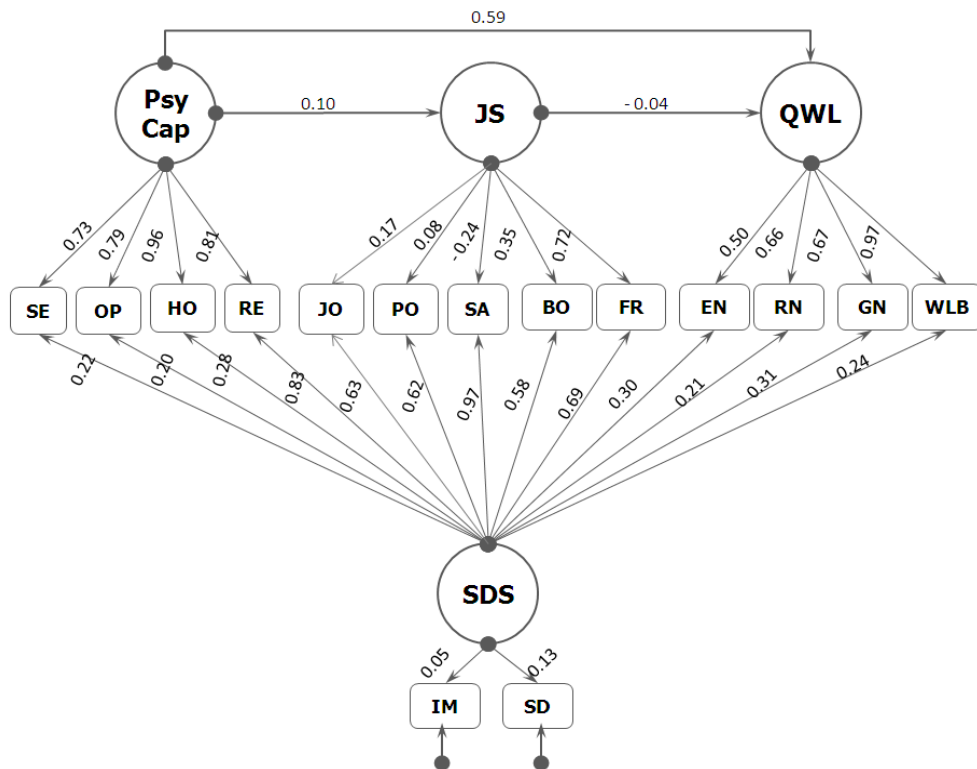 0.59
Psy
Cap
0.10
JS
- 0.04
QWL
0.73
0.79
0.96
0.81
0.17
0.08
- 0.24
0.35
0.72
0.50
0.66
0.67
0.97
SE
OP
HO
RE
JO
PO
SA
BO
FR
EN
RN
GN
WLB
0.22
0.20
0.28
0.83
0.63
0.62
0.97
0.58
0.69
0.30
0.21
0.31
0.24
SDS
0.05
0.13
IM
SD